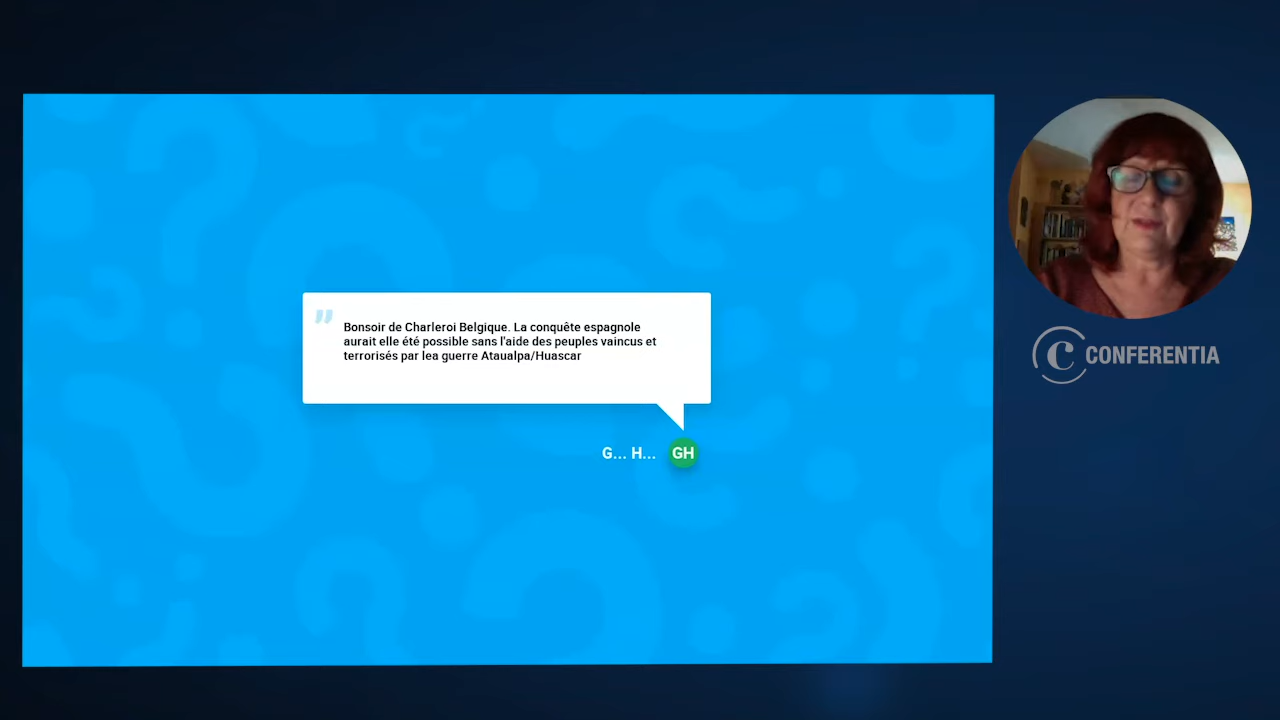 Bonsoir de Charleroi Belgique. La conquête espagnole
aurait elle été possible sans l'aide des peuples vaincus et
terrorisés par lea guerre Ataualpa/Huascar
G... H...
GH
C CONFERENTIA